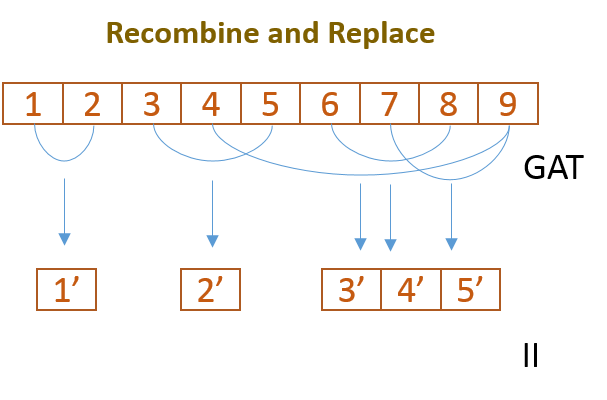 Recombine and Replace
1 2 3 4 5 6 7 8 9
GAT
1’ 2’ 3’ 4’ 5’
II